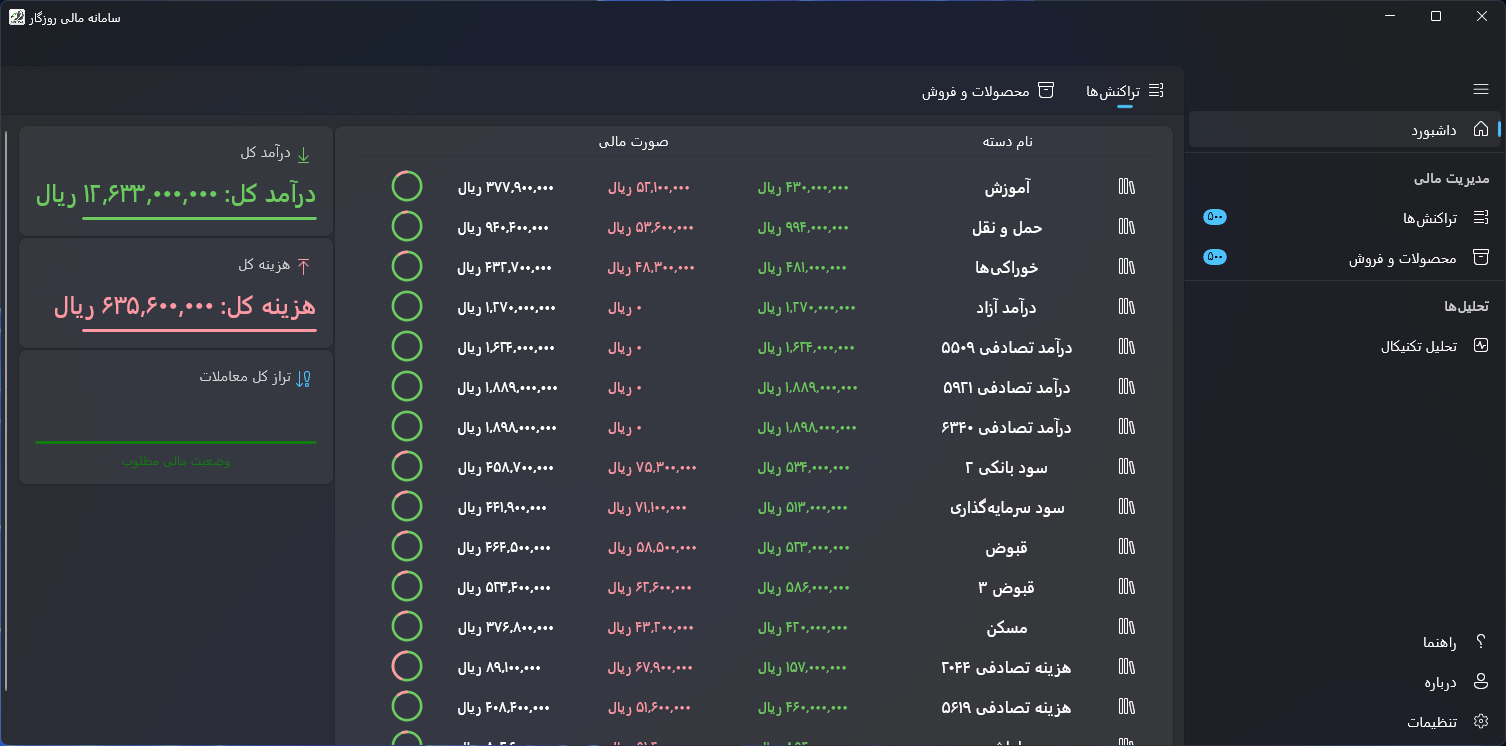 سامانه مالی روزگار
تراکنش‌ها
محصولات و فروش
داشبورد
مدیریت مالی
تراکنش‌ها
۵۰۰
محصولات و فروش
۵۰۰
تحلیل‌ها
تحلیل تکنیکال
راهنما
درباره
تنظیمات
نام دسته صورت مالی
آموزش ۴۳۰,۰۰۰,۰۰۰ ریال ۵۲,۱۰۰,۰۰۰ ریال ۳۷۷,۹۰۰,۰۰۰ ریال
حمل و نقل ۹۹۴,۰۰۰,۰۰۰ ریال ۵۳,۶۰۰,۰۰۰ ریال ۹۴۰,۴۰۰,۰۰۰ ریال
خوراکی‌ها ۴۸۱,۰۰۰,۰۰۰ ریال ۴۸,۳۰۰,۰۰۰ ریال ۴۳۲,۷۰۰,۰۰۰ ریال
درآمد آزاد ۱,۲۷۰,۰۰۰,۰۰۰ ریال ۰ ریال ۱,۲۷۰,۰۰۰,۰۰۰ ریال
درآمد تصادفی ۵۵۰۹ ۱,۶۲۴,۰۰۰,۰۰۰ ریال ۰ ریال ۱,۶۲۴,۰۰۰,۰۰۰ ریال
درآمد تصادفی ۵۹۲۱ ۱,۸۸۹,۰۰۰,۰۰۰ ریال ۰ ریال ۱,۸۸۹,۰۰۰,۰۰۰ ریال
درآمد تصادفی ۶۳۴۰ ۱,۸۹۸,۰۰۰,۰۰۰ ریال ۰ ریال ۱,۸۹۸,۰۰۰,۰۰۰ ریال
سود بانکی ۲ ۵۳۴,۰۰۰,۰۰۰ ریال ۷۵,۳۰۰,۰۰۰ ریال ۴۵۸,۷۰۰,۰۰۰ ریال
سود سرمایه‌گذاری ۵۱۳,۰۰۰,۰۰۰ ریال ۷۱,۱۰۰,۰۰۰ ریال ۴۴۱,۹۰۰,۰۰۰ ریال
قبوض ۵۲۳,۰۰۰,۰۰۰ ریال ۵۸,۵۰۰,۰۰۰ ریال ۴۶۴,۵۰۰,۰۰۰ ریال
قبوض ۳ ۵۸۶,۰۰۰,۰۰۰ ریال ۶۲,۶۰۰,۰۰۰ ریال ۵۲۳,۴۰۰,۰۰۰ ریال
مسکن ۴۲۰,۰۰۰,۰۰۰ ریال ۴۳,۲۰۰,۰۰۰ ریال ۳۷۶,۸۰۰,۰۰۰ ریال
هزینه تصادفی ۲۰۴۴ ۱۵۷,۰۰۰,۰۰۰ ریال ۶۷,۹۰۰,۰۰۰ ریال ۸۹,۱۰۰,۰۰۰ ریال
هزینه تصادفی ۵۶۱۹ ۴۶۰,۰۰۰,۰۰۰ ریال ۵۱,۶۰۰,۰۰۰ ریال ۴۰۸,۴۰۰,۰۰۰ ریال
درآمد کل
درآمد کل: ۱۲,۶۳۳,۰۰۰,۰۰۰ ریال
هزینه کل
هزینه کل: ۶۳۵,۶۰۰,۰۰۰ ریال
تراز کل معاملات
وضعیت مالی مطلوب